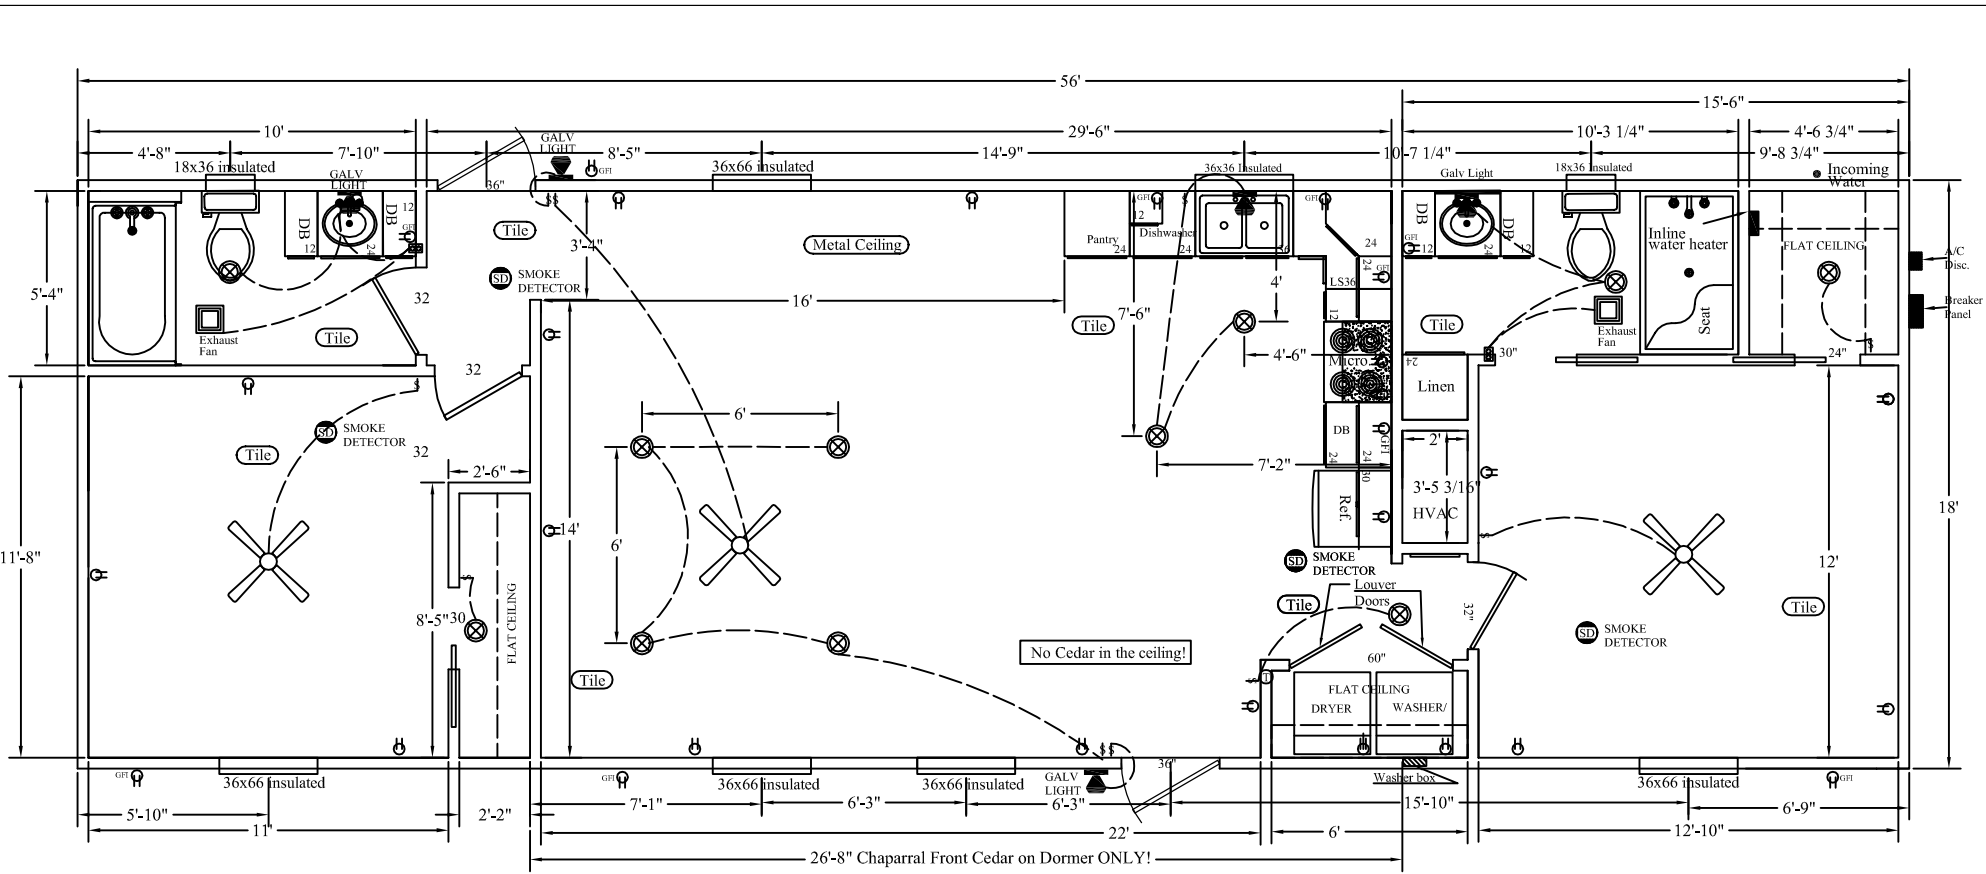 56'
15'-6"
10'
29'-6"
10'-3 1/4"
4'-6 3/4"
4'-8"
7'-10"
8'-5"
14'-9"
10'-7 1/4"
9'-8 3/4"
GALV
LIGHT
18x36 insulated
36x66 insulated
36x36 Insulated
Galv Light
18x36 Insulated
Incoming
Water
GALV
LIGHT
36"
GFI
S S
DB
12
DB
12
24
GFI
Tile
3'-4"
Metal Ceiling
Pantry
24
GFI
12
Dishwasher
24
S
36
GFI
24
24
GFI
LS36
12
4'
DB
GFI
12
24
DB
12
Inline
water heater
FLAT CEILING
A/C
Disc.
Breaker
Panel
SD
SMOKE
DETECTOR
5'-4"
32
Exhaust
Fan
Tile
16'
Tile
7'-6"
4'-6"
Micro.
Tile
30"
Exhaust
Fan
Seat
24"
S
32
24
Linen
S
6'
SD
SMOKE
DETECTOR
Tile
32
2'-6"
DB
24
24
GFI
30
7'-2"
2'
3'-5 3/16"
HVAC
Ref.
18'
14'
6'
S
11'-8"
SD
SMOKE
DETECTOR
12'
S
8'-5"
30
FLAT CEILING
Louver
Doors
Tile
32"
Tile
SD
SMOKE
DETECTOR
No Cedar in the ceiling!
60"
Tile
S
T
FLAT CEILING
DRYER
WASHER/
S S
36"
GFI
36x66 insulated
GFI
36x66 insulated
36x66 insulated
GALV
LIGHT
Washer box
36x66 insulated
GFI
5'-10"
2'-2"
7'-1"
6'-3"
6'-3"
15'-10"
6'-9"
11'
22'
6'
12'-10"
26'-8" Chaparral Front Cedar on Dormer ONLY!